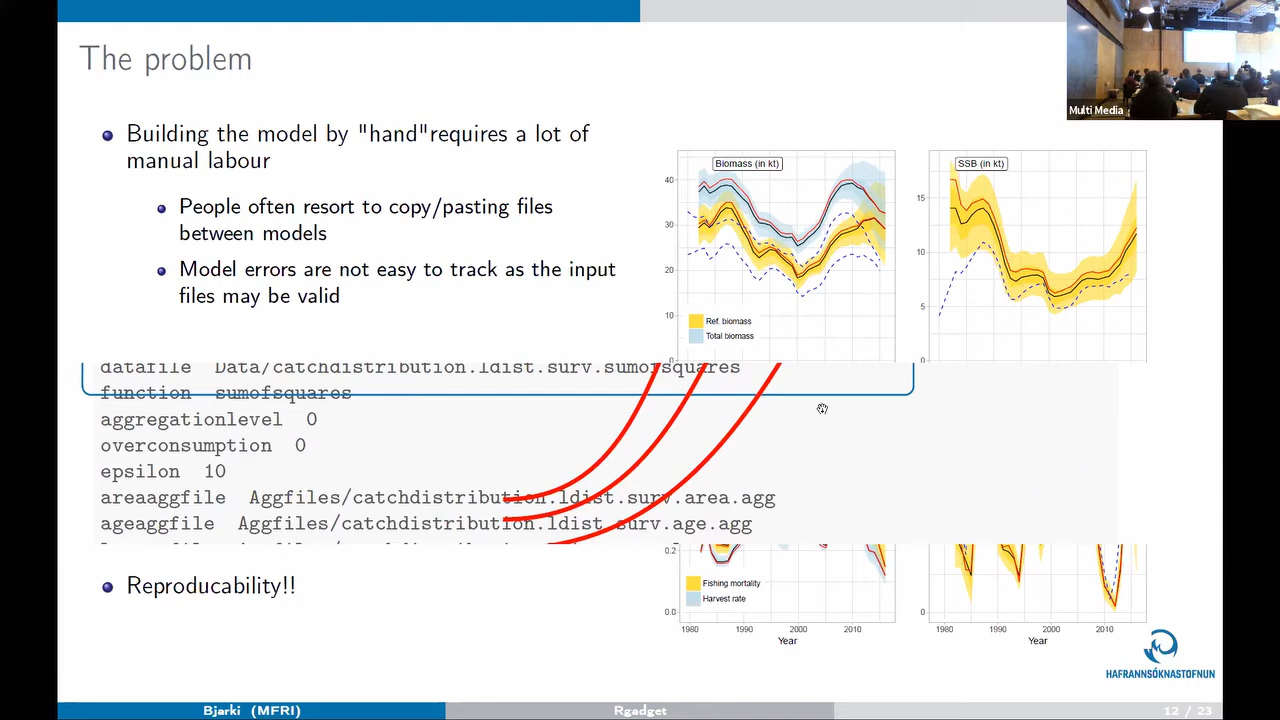 The problem
Multi Media
Building the model by "hand"requires a lot of
manual labour
People often resort to copy/pasting files
between models
Model errors are not easy to track as the input
files may be valid
Biomass (in kt)
40
30
20
10
0
Ref. biomass
Total biomass
SSB (in kt)
15
10
5
0
datafile Data/catchdistribution.ldist.surv.sumofsquares
function sumofsquares
aggregationlevel 0
overconsumption 0
epsilon 10
areaaggfile Aggfiles/catchdistribution.ldist.surv.area.agg
ageaggfile Aggfiles/catchdistribution.ldist.surv.age.agg
Reproducability!!
0.2
0.0
Fishing mortality
Harvest rate
1980 1990 2000 2010
Year
0
1980 1990 2000 2010
Year
HAFRANNSÓKNASTOFNUN
Bjarki (MFRI) Rgadget 12 / 23